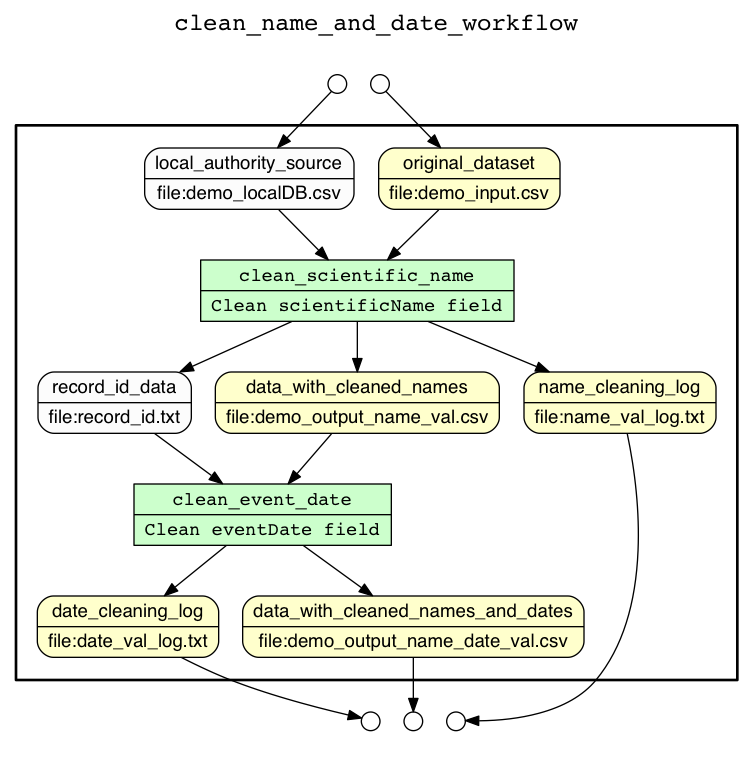 clean_name_and_date_workflow
local_authority_source
file:demo_localDB.csv
original_dataset
file:demo_input.csv
clean_scientific_name
Clean scientificName field
record_id_data
file:record_id.txt
data_with_cleaned_names
file:demo_output_name_val.csv
name_cleaning_log
file:name_val_log.txt
clean_event_date
Clean eventDate field
date_cleaning_log
file:date_val_log.txt
data_with_cleaned_names_and_dates
file:demo_output_name_date_val.csv